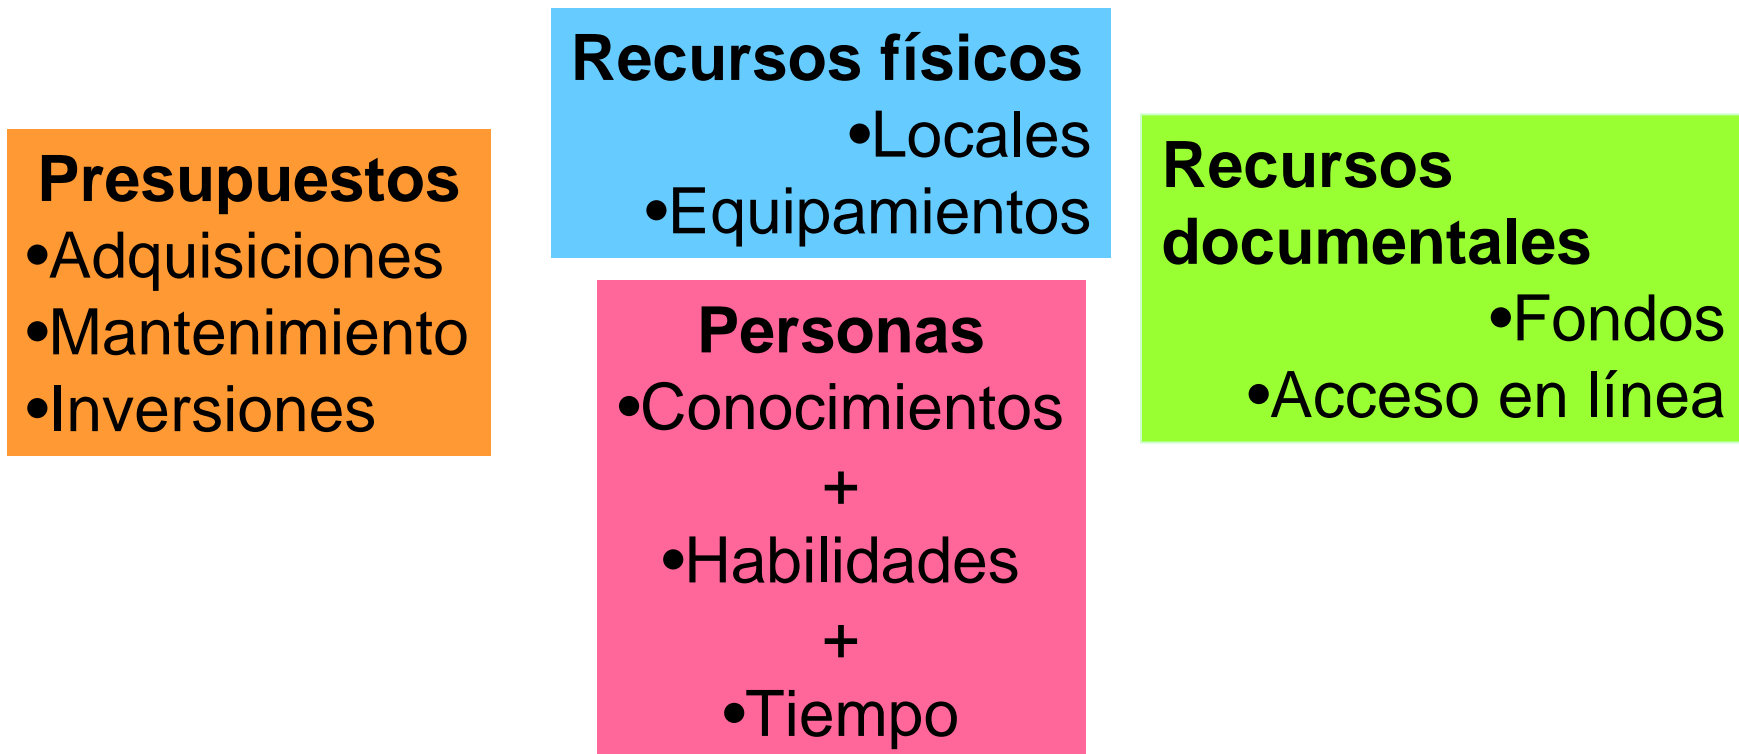 Presupuestos
•Adquisiciones
•Mantenimiento
•Inversiones
Recursos físicos
•Locales
•Equipamientos
Personas
•Conocimientos
+
•Habilidades
+
•Tiempo
Recursos
documentales
•Fondos
•Acceso en línea